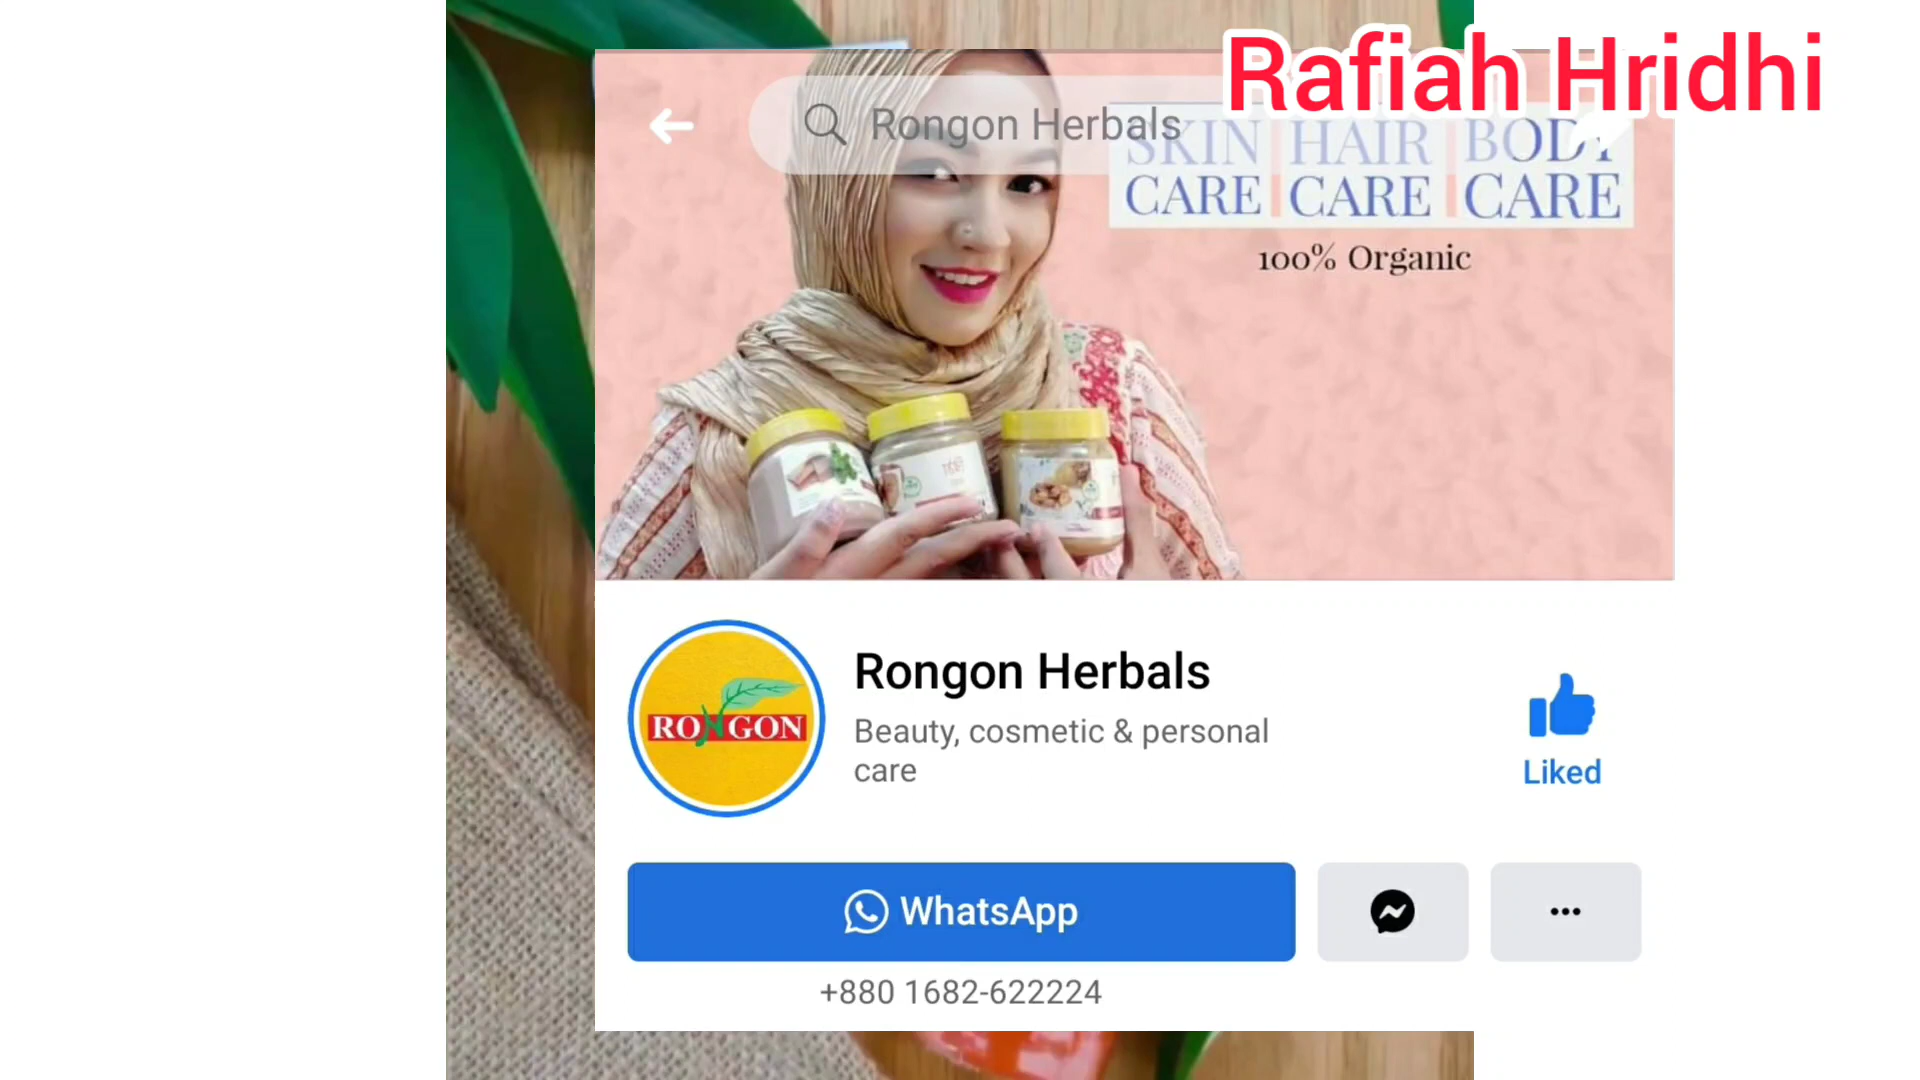 Rafiah Hridhi
Rongon Herbals
SKIN HAIR BODY
CARE CARE CARE
100% Organic
Rongon Herbals
RONGON
Beauty, cosmetic & personal
care
Liked
WhatsApp
+880 1682-622224